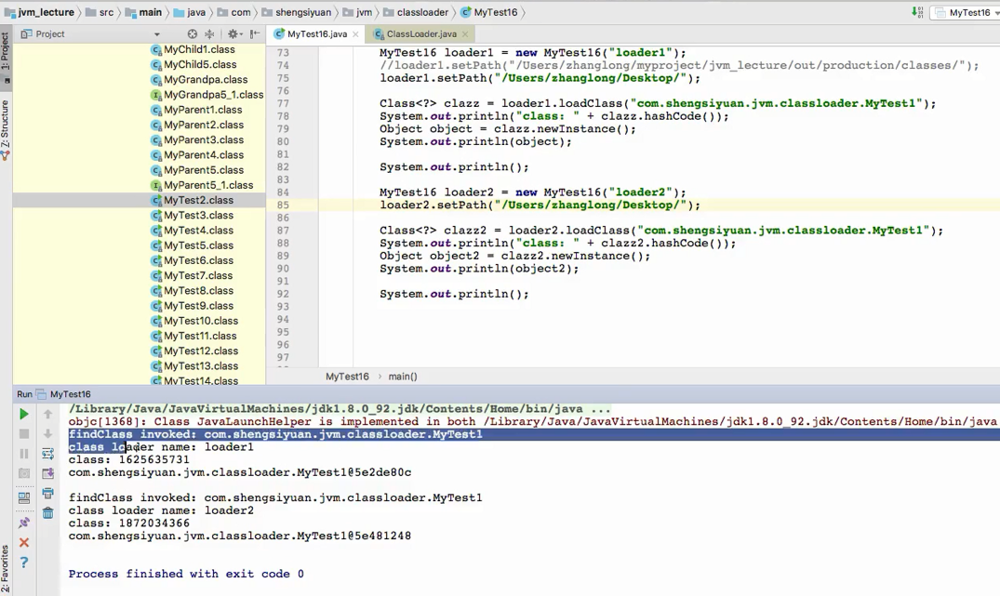 jvm_lecture src main java com shengsiyuan jvm classloader MyTest16
MyTest16
1: Project
Z: Structure
2: Favorites
Project
MyChild1.class
MyChild5.class
MyGrandpa.class
MyGrandpa5_1.class
MyParent1.class
MyParent2.class
MyParent3.class
MyParent4.class
MyParent5.class
MyParent5_1.class
MyTest2.class
MyTest3.class
MyTest4.class
MyTest5.class
MyTest6.class
MyTest7.class
MyTest8.class
MyTest9.class
MyTest10.class
MyTest11.class
MyTest12.class
MyTest13.class
MyTest14.class
MyTest16.java ClassLoader.java
73 MyTest16 loader1 = new MyTest16("loader1");
74 //loader1.setPath("/Users/zhanglong/myproject/jvm_lecture/out/production/classes/");
75 loader1.setPath("/Users/zhanglong/Desktop/");
76
77 Class<?> clazz = loader1.loadClass("com.shengsiyuan.jvm.classloader.MyTest1");
78 System.out.println("class: " + clazz.hashCode());
79 Object object = clazz.newInstance();
80 System.out.println(object);
81
82 System.out.println();
83
84 MyTest16 loader2 = new MyTest16("loader2");
85 loader2.setPath("/Users/zhanglong/Desktop/");
86
87 Class<?> clazz2 = loader2.loadClass("com.shengsiyuan.jvm.classloader.MyTest1");
88 System.out.println("class: " + clazz2.hashCode());
89 Object object2 = clazz2.newInstance();
90 System.out.println(object2);
91
92 System.out.println();
93
94
95
96
97
MyTest16 main()
Run MyTest16
/Library/Java/JavaVirtualMachines/jdk1.8.0_92.jdk/Contents/Home/bin/java ...
objc[1368]: Class JavaLaunchHelper is implemented in both /Library/Java/JavaVirtualMachines/jdk1.8.0_92.jdk/Contents/Home/bin/java
findClass invoked: com.shengsiyuan.jvm.classloader.MyTest1
class loader name: loader1
class: 1625635731
com.shengsiyuan.jvm.classloader.MyTest1@5e2de80c
findClass invoked: com.shengsiyuan.jvm.classloader.MyTest1
class loader name: loader2
class: 1872034366
com.shengsiyuan.jvm.classloader.MyTest1@5e481248
Process finished with exit code 0